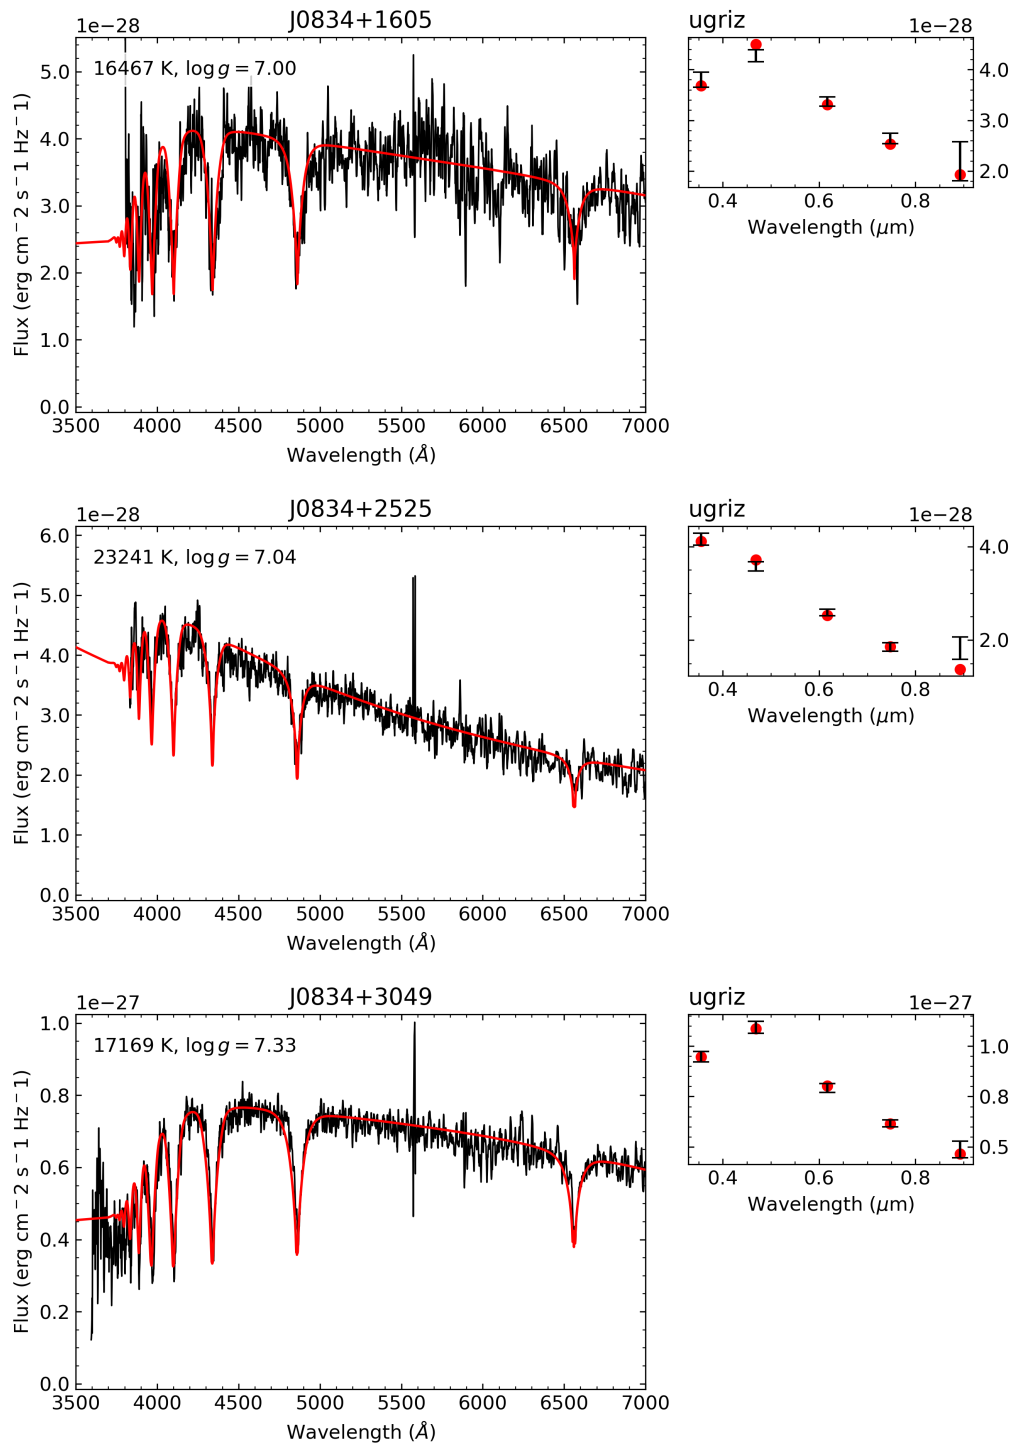 J0834+1605
1e−28
16467 K, log g = 7.00
Flux (erg cm − 2 s − 1 Hz − 1)
5.0
4.0
3.0
2.0
1.0
0.0
3500 4000 4500 5000 5500 6000 6500 7000
Wavelength (Å)
ugriz
1e−28
4.0
3.0
2.0
0.4 0.6 0.8
Wavelength (μm)
J0834+2525
1e−28
23241 K, log g = 7.04
Flux (erg cm − 2 s − 1 Hz − 1)
6.0
5.0
4.0
3.0
2.0
1.0
0.0
3500 4000 4500 5000 5500 6000 6500 7000
Wavelength (Å)
ugriz
1e−28
4.0
2.0
0.4 0.6 0.8
Wavelength (μm)
J0834+3049
1e−27
17169 K, log g = 7.33
Flux (erg cm − 2 s − 1 Hz − 1)
1.0
0.8
0.6
0.4
0.2
0.0
3500 4000 4500 5000 5500 6000 6500 7000
Wavelength (Å)
ugriz
1e−27
1.0
0.8
0.5
0.4 0.6 0.8
Wavelength (μm)